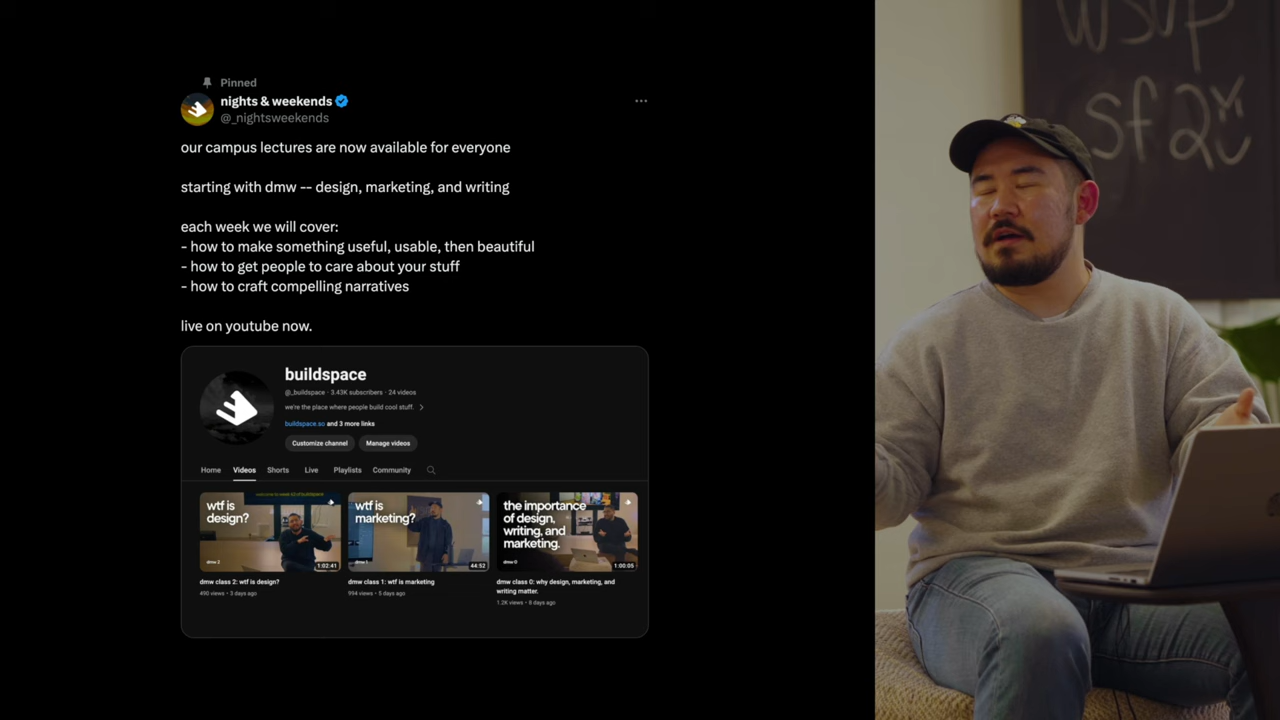 Pinned
nights & weekends
@_nightsweekends
our campus lectures are now available for everyone
starting with dmw -- design, marketing, and writing
each week we will cover:
- how to make something useful, usable, then beautiful
- how to get people to care about your stuff
- how to craft compelling narratives
live on youtube now.
buildspace
@_buildspace · 3.43K subscribers · 24 videos
we're the place where people build cool stuff.
buildspace.so and 3 more links
Customize channel Manage videos
Home Videos Shorts Live Playlists Community
wtf is
design?
dmw 2
1:02:41
wtf is
marketing?
dmw 1
44:52
the importance
of design,
writing, and
marketing.
dmw 0
1:00:05
dmw class 2: wtf is design?
490 views · 3 days ago
dmw class 1: wtf is marketing
994 views · 5 days ago
dmw class 0: why design, marketing, and
writing matter.
1.2K views · 8 days ago
wsup